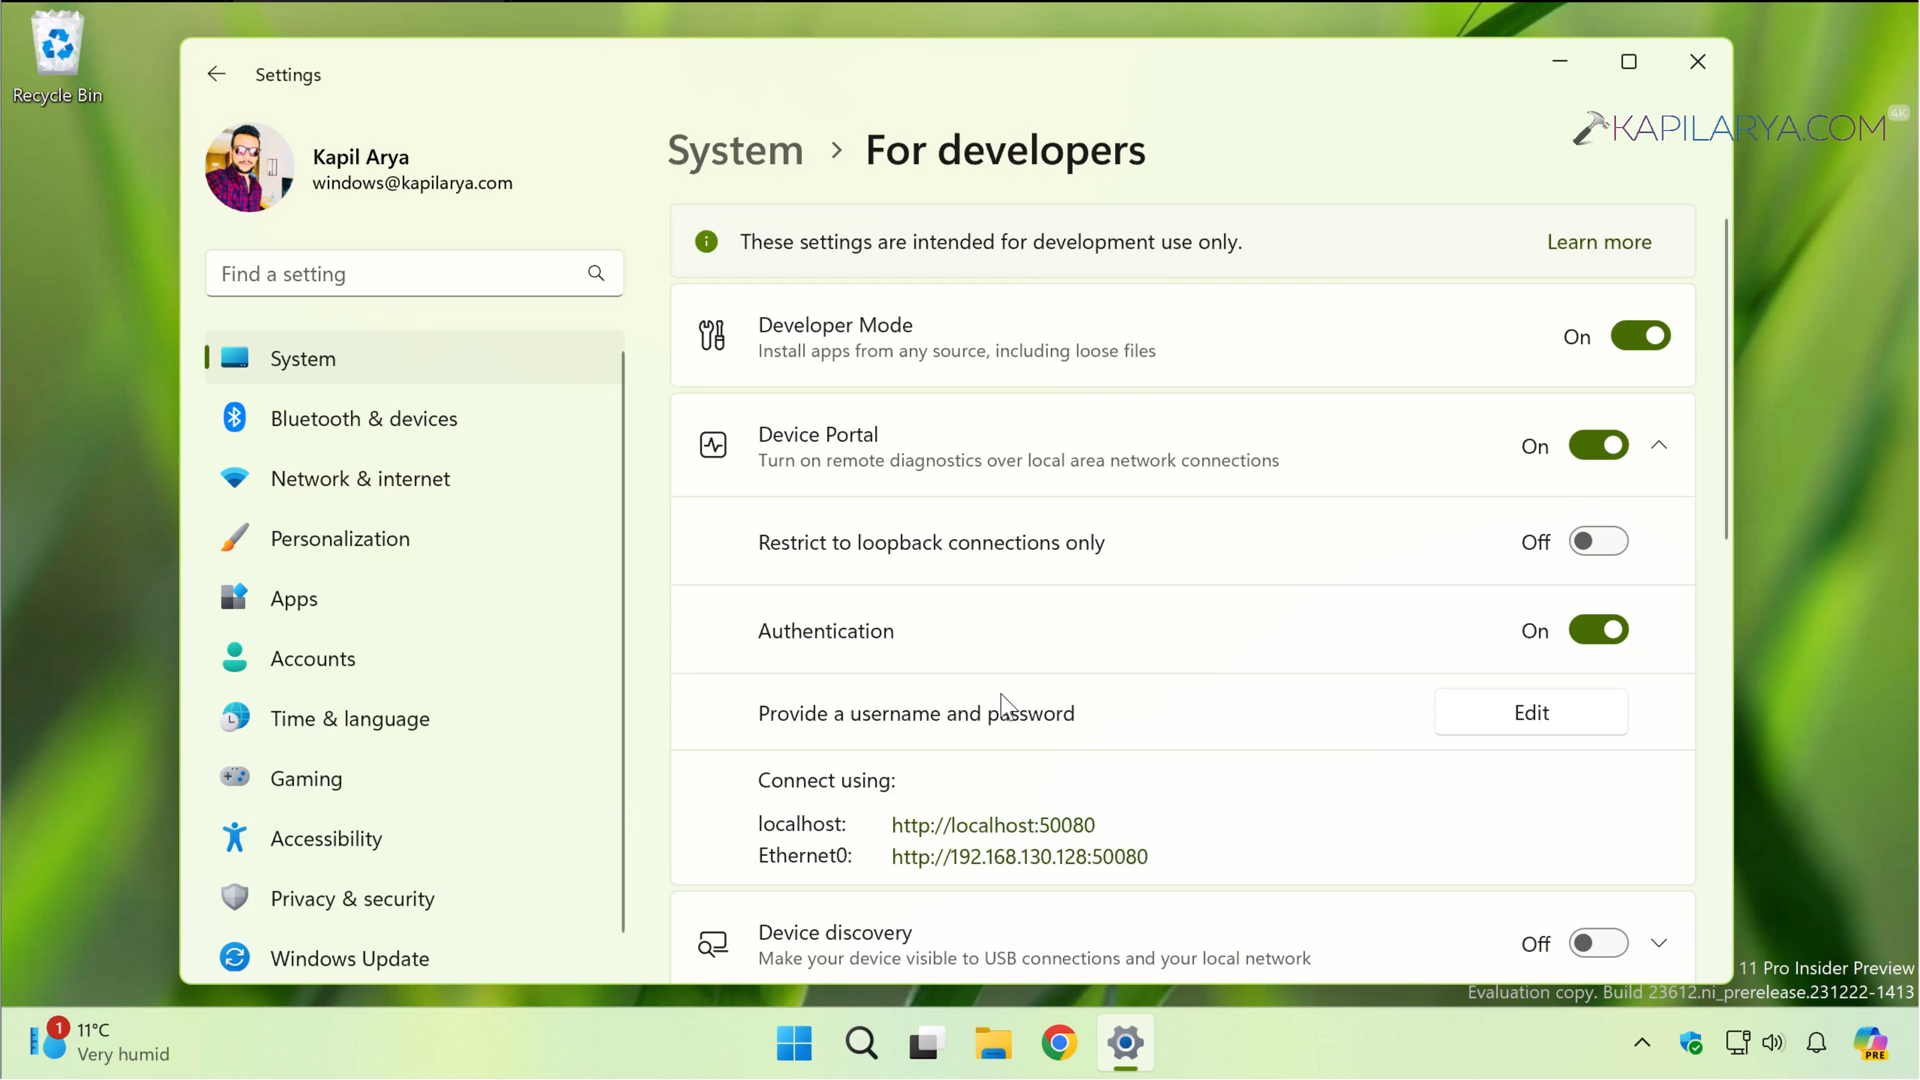 Recycle Bin
Settings
Kapil Arya
windows@kapilarya.com
Find a setting
System
Bluetooth & devices
Network & internet
Personalization
Apps
Accounts
Time & language
Gaming
Accessibility
Privacy & security
Windows Update
System > For developers
KAPILARYA.COM
4K
These settings are intended for development use only.
Learn more
Developer Mode
Install apps from any source, including loose files
On
Device Portal
Turn on remote diagnostics over local area network connections
On
Restrict to loopback connections only
Off
Authentication
On
Provide a username and password
Edit
Connect using:
localhost: http://localhost:50080
Ethernet0: http://192.168.130.128:50080
Device discovery
Make your device visible to USB connections and your local network
Off
11 Pro Insider Preview
Evaluation copy. Build 23612.ni_prerelease.231222-1413
1
11°C
Very humid
PRE